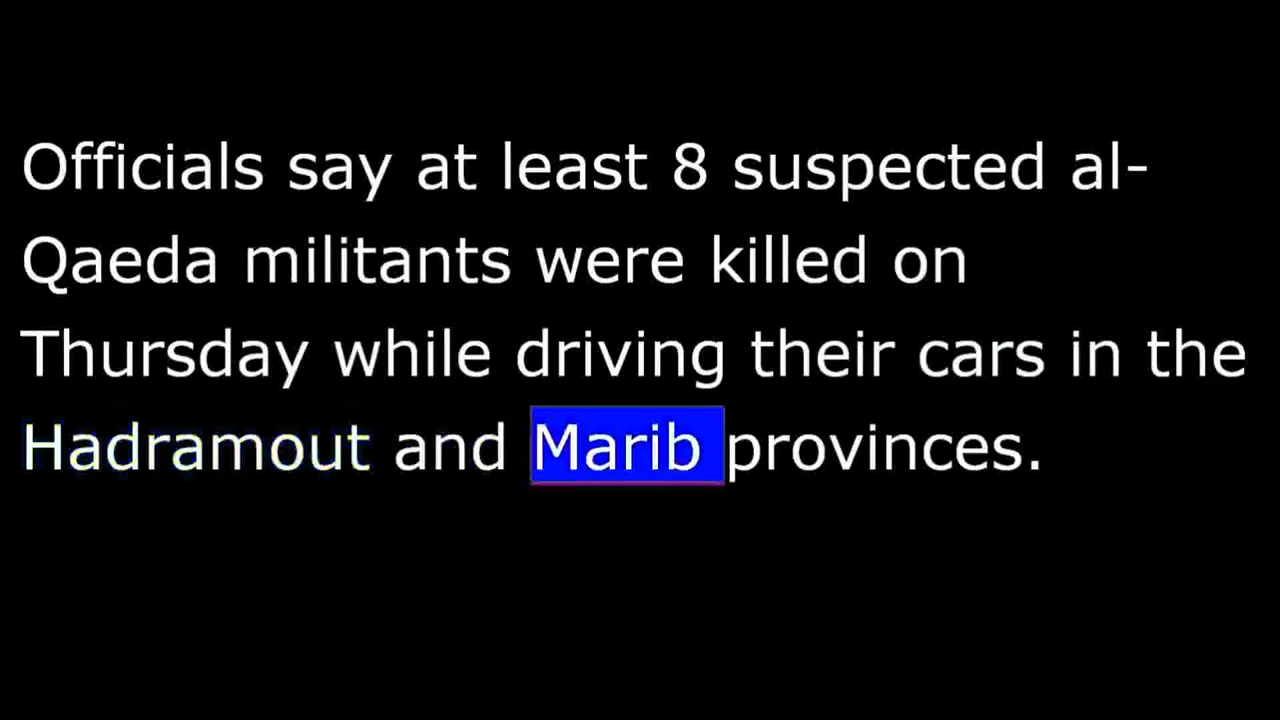 Officials say at least 8 suspected al-
Qaeda militants were killed on
Thursday while driving their cars in the
Hadramout and Marib provinces.